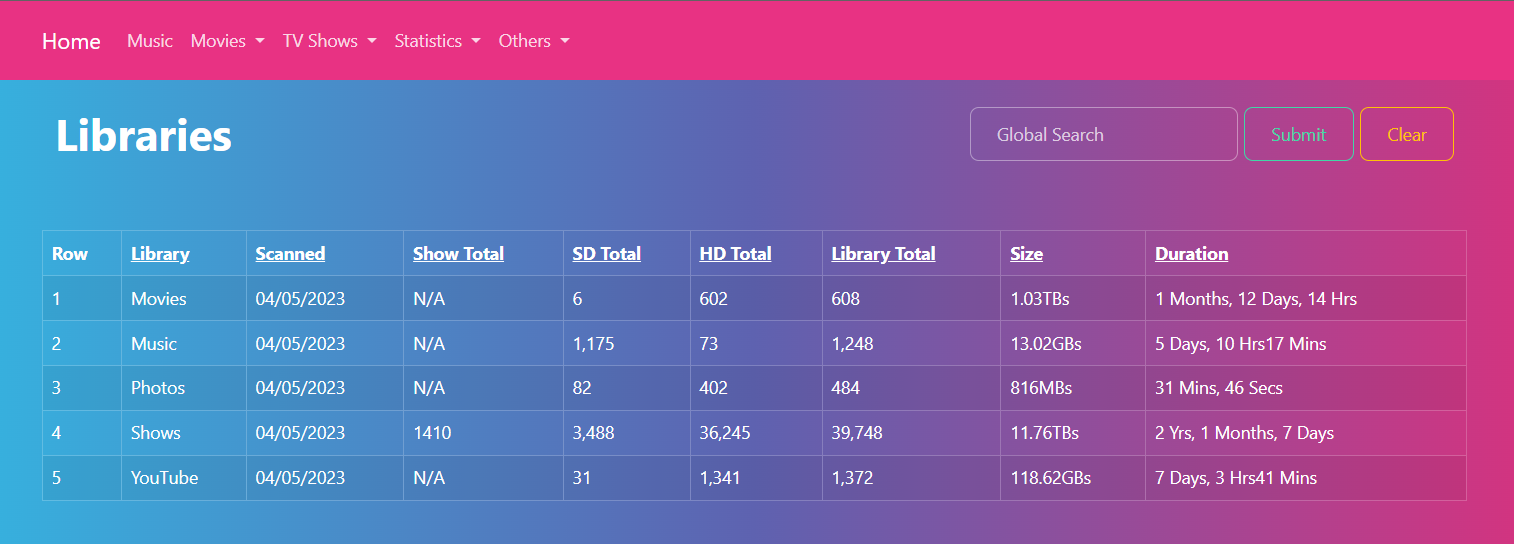 Home Music Movies TV Shows Statistics Others
Libraries Global Search Submit Clear
Row Library Scanned Show Total SD Total HD Total Library Total Size Duration
1 Movies 04/05/2023 N/A 6 602 608 1.03TBs 1 Months, 12 Days, 14 Hrs
2 Music 04/05/2023 N/A 1,175 73 1,248 13.02GBs 5 Days, 10 Hrs17 Mins
3 Photos 04/05/2023 N/A 82 402 484 816MBs 31 Mins, 46 Secs
4 Shows 04/05/2023 1410 3,488 36,245 39,748 11.76TBs 2 Yrs, 1 Months, 7 Days
5 YouTube 04/05/2023 N/A 31 1,341 1,372 118.62GBs 7 Days, 3 Hrs41 Mins